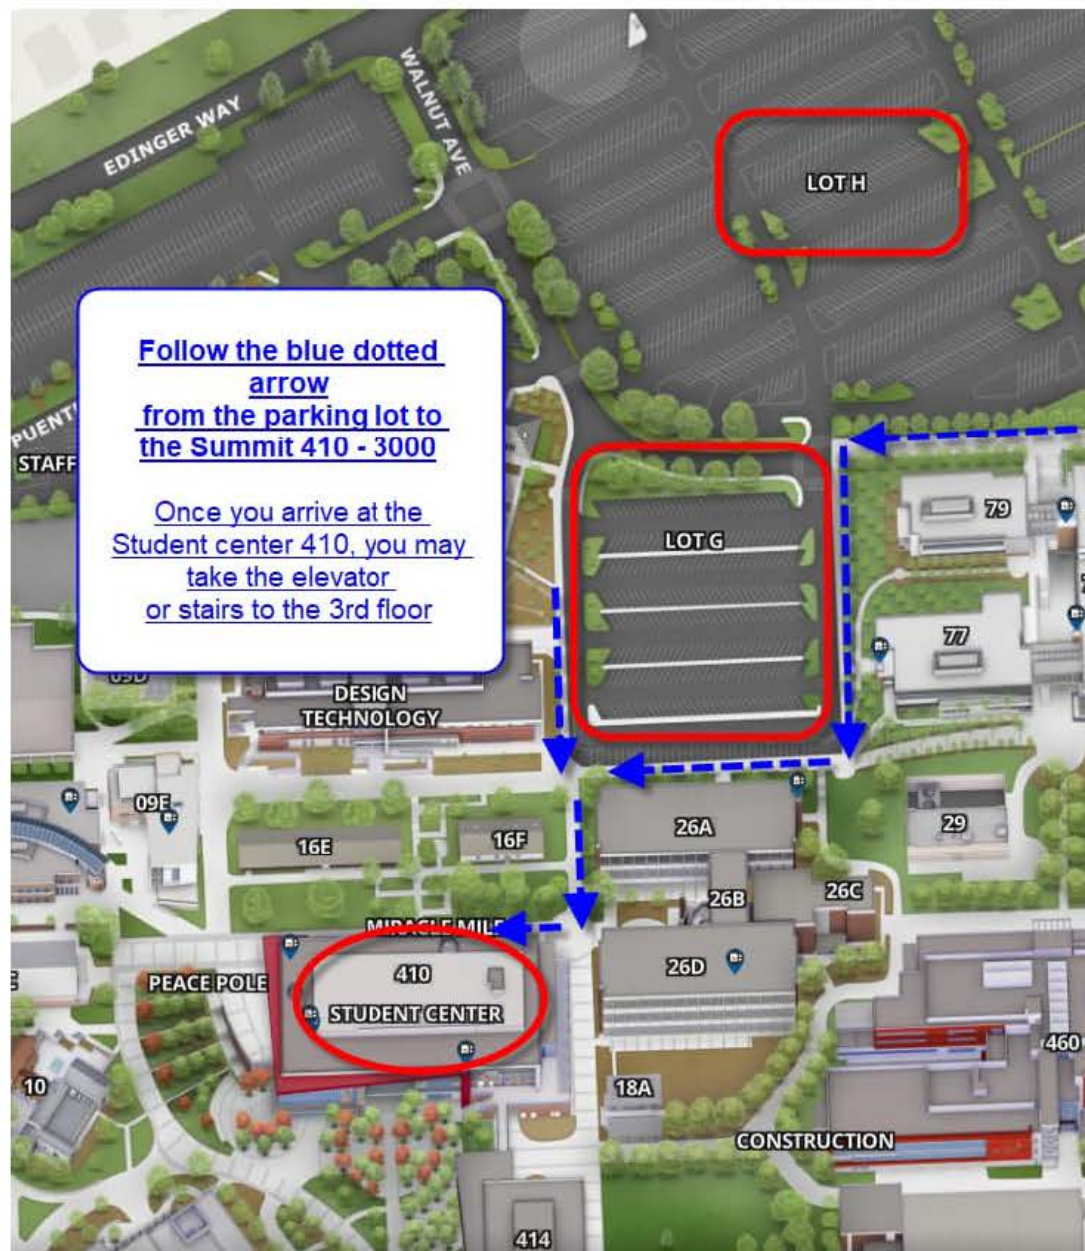 EDINGER WAY
WALNUT AVE
LOT H
Follow the blue dotted
arrow
from the parking lot to
the Summit 410 - 3000
Once you arrive at the
Student center 410, you may
take the elevator
or stairs to the 3rd floor
STAFF
LOT G
79
77
DESIGN
TECHNOLOGY
09E
16E
16F
26A
29
26B
26C
MIRACLE MILE
410
STUDENT CENTER
PEACE POLE
26D
460
10
18A
CONSTRUCTION
414